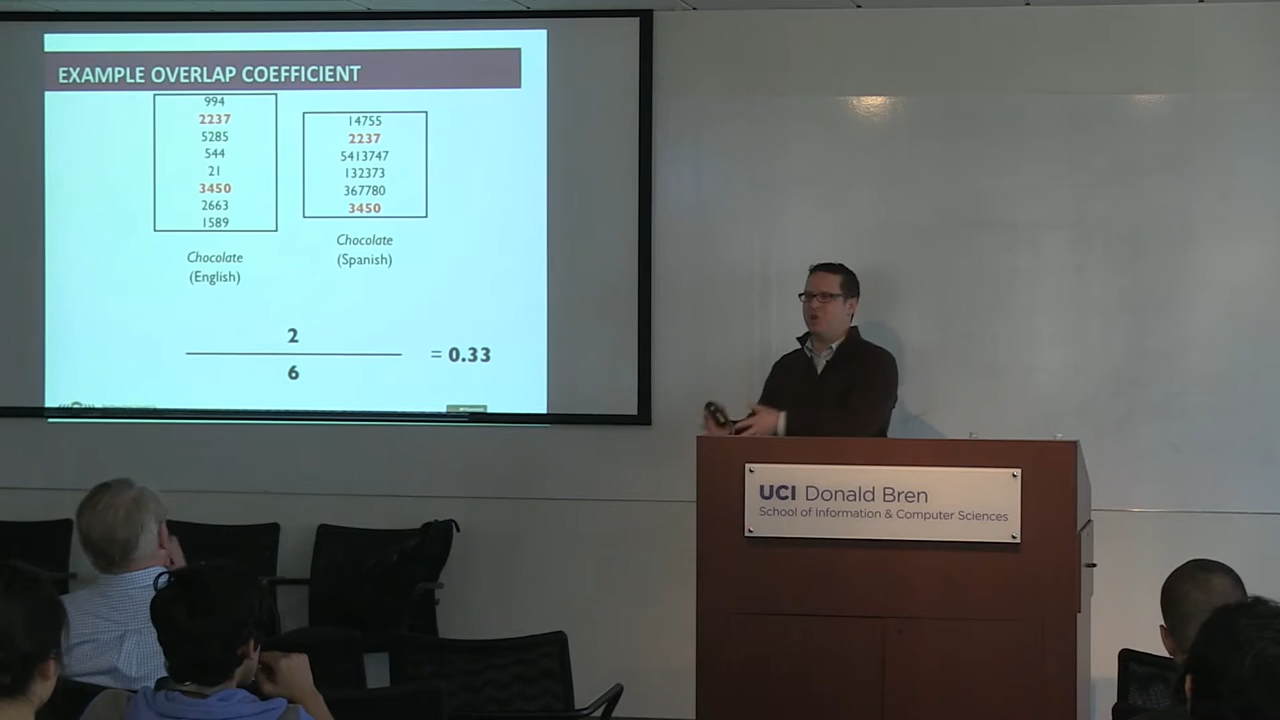 EXAMPLE OVERLAP COEFFICIENT
994
2237
5285
544
21
3450
2663
1589
Chocolate
(English)
14755
2237
5413747
132373
367780
3450
Chocolate
(Spanish)
2
6
= 0.33
UCI Donald Bren
School of Information & Computer Sciences